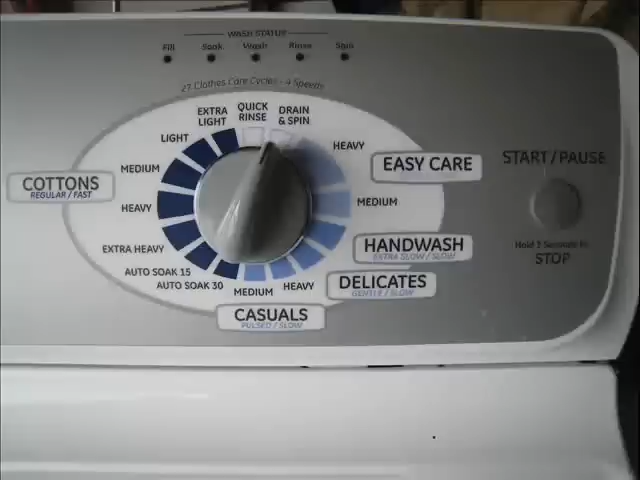 WASH STATUS
Fill Soak Wash Rinse Spin
27 Clothes Care Cycles - 4 Speeds
QUICK RINSE
DRAIN & SPIN
EXTRA LIGHT
LIGHT
HEAVY
MEDIUM
EASY CARE
START/PAUSE
COTTONS
REGULAR / FAST
HEAVY
MEDIUM
EXTRA HEAVY
HANDWASH
EXTRA SLOW / SLOW
Hold 3 Seconds to
STOP
AUTO SOAK 15
AUTO SOAK 30
MEDIUM
HEAVY
DELICATES
GENTLE / SLOW
CASUALS
PULSED / SLOW